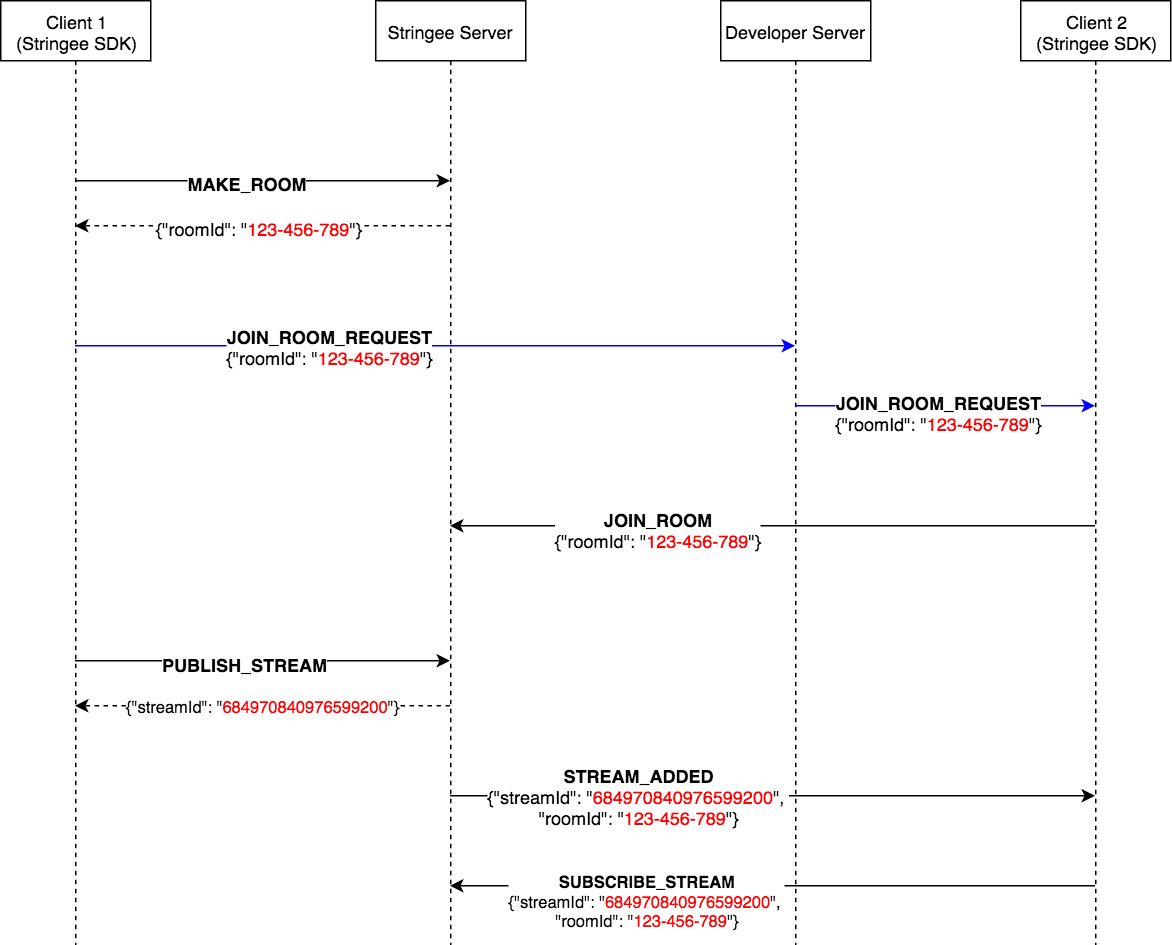 Client 1
(Stringee SDK)
Stringee Server
Developer Server
Client 2
(Stringee SDK)
MAKE_ROOM
{"roomId": "123-456-789"}
JOIN_ROOM_REQUEST
{"roomId": "123-456-789"}
JOIN_ROOM_REQUEST
{"roomId": "123-456-789"}
JOIN_ROOM
{"roomId": "123-456-789"}
PUBLISH_STREAM
{"streamId": "684970840976599200"}
STREAM_ADDED
{"streamId": "684970840976599200",
"roomId": "123-456-789"}
SUBSCRIBE_STREAM
{"streamId": "684970840976599200",
"roomId": "123-456-789"}